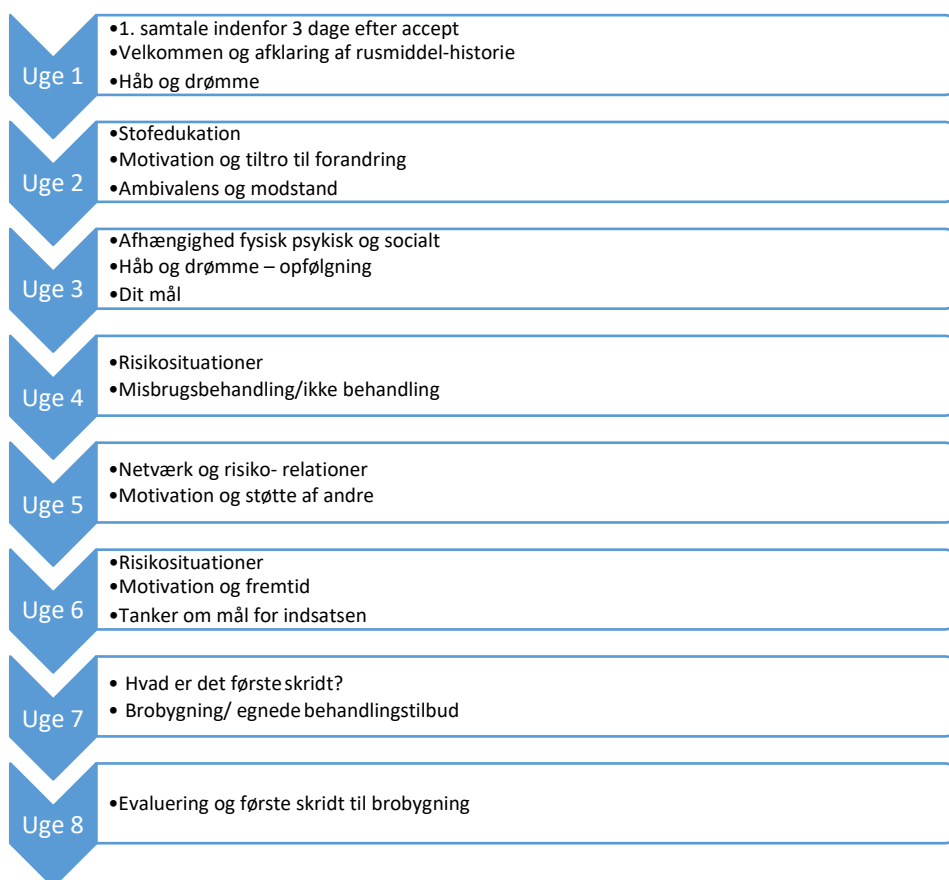 Uge 1
•1. samtale indenfor 3 dage efter accept
•Velkommen og afklaring af rusmiddel-historie
•Håb og drømme
Uge 2
•Stofedukation
•Motivation og tiltro til forandring
•Ambivalens og modstand
Uge 3
•Afhængighed fysisk psykisk og socialt
•Håb og drømme – opfølgning
•Dit mål
Uge 4
•Risikosituationer
•Misbrugsbehandling/ikke behandling
Uge 5
•Netværk og risiko- relationer
•Motivation og støtte af andre
Uge 6
•Risikosituationer
•Motivation og fremtid
•Tanker om mål for indsatsen
Uge 7
• Hvad er det første skridt?
• Brobygning/ egnede behandlingstilbud
Uge 8
•Evaluering og første skridt til brobygning